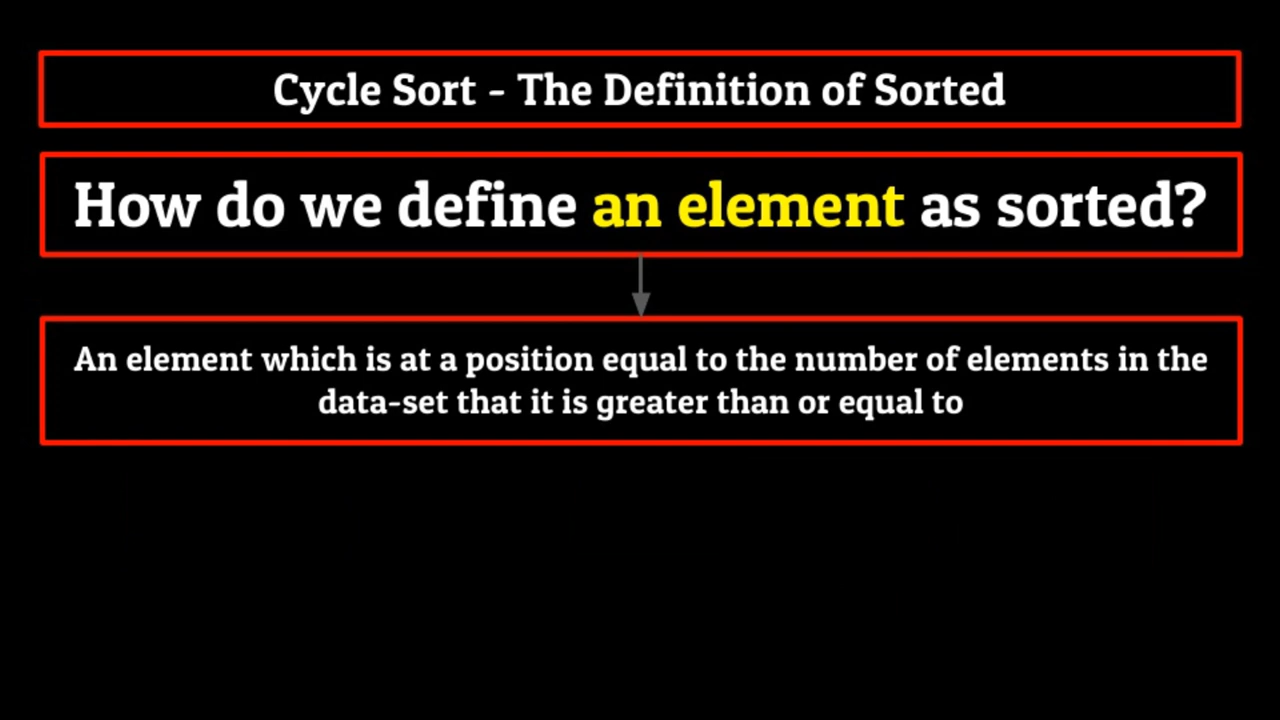 Cycle Sort - The Definition of Sorted
How do we define an element as sorted?
An element which is at a position equal to the number of elements in the
data-set that it is greater than or equal to